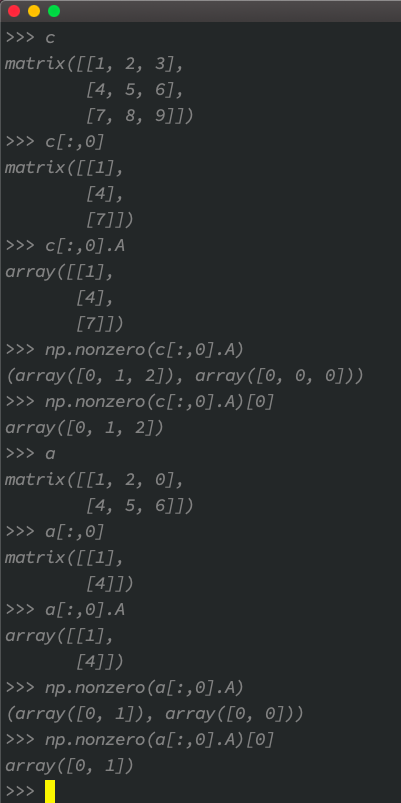 >>> c
matrix([[1, 2, 3],
        [4, 5, 6],
        [7, 8, 9]])
>>> c[:,0]
matrix([[1],
        [4],
        [7]])
>>> c[:,0].A
array([[1],
       [4],
       [7]])
>>> np.nonzero(c[:,0].A)
(array([0, 1, 2]), array([0, 0, 0]))
>>> np.nonzero(c[:,0].A)[0]
array([0, 1, 2])
>>> a
matrix([[1, 2, 0],
        [4, 5, 6]])
>>> a[:,0]
matrix([[1],
        [4]])
>>> a[:,0].A
array([[1],
       [4]])
>>> np.nonzero(a[:,0].A)
(array([0, 1]), array([0, 0]))
>>> np.nonzero(a[:,0].A)[0]
array([0, 1])
>>>